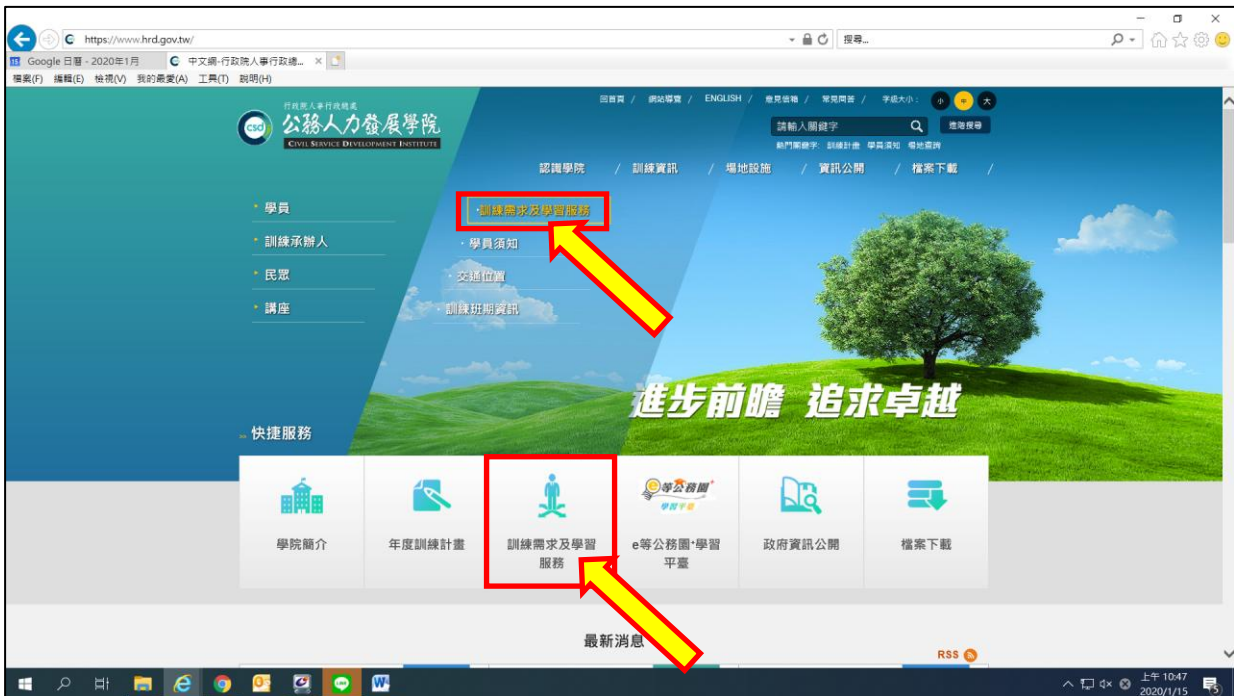 https://www.hrd.gov.tw/
搜尋...
Google 日曆 - 2020年1月
中文網-行政院人事行政總...
檔案(F) 編輯(E) 檢視(V) 我的最愛(A) 工具(T) 說明(H)
回首頁 / 網站導覽 / ENGLISH / 意見信箱 / 常見問答 / 字級大小: 小 中 大
行政院人事行政總處
csdi 公務人力發展學院
CIVIL SERVICE DEVELOPMENT INSTITUTE
請輸入關鍵字 進階搜尋
熱門關鍵字: 訓練計畫 學員須知 場地查詢
認識學院 / 訓練資訊 / 場地設施 / 資訊公開 / 檔案下載 /
學員
訓練承辦人
民眾
講座
·訓練需求及學習服務
·學員須知
·交通位置
·訓練班期資訊
進步前瞻 追求卓越
快捷服務
學院簡介
年度訓練計畫
訓練需求及學習
服務
e等公務園+
學習平臺
e等公務園+學習
平臺
政府資訊公開
檔案下載
最新消息
RSS
上午 10:47
2020/1/15